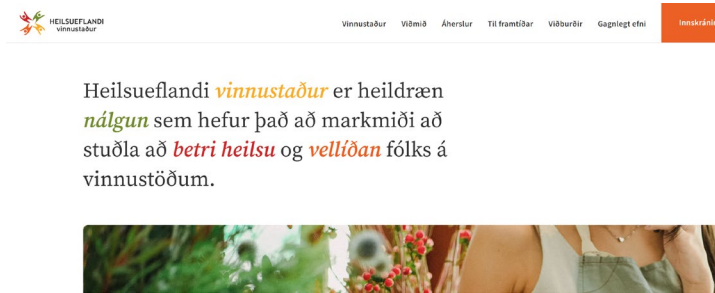 HEILSUEFLANDI
vinnustaður
Vinnustaður Viðmið Áherslur Til framtíðar Viðburðir Gagnlegt efni
Heilsueflandi vinnustaður er heildræn
nálgun sem hefur það að markmiði að
stuðla að betri heilsu og vellíðan fólks á
vinnustöðum.